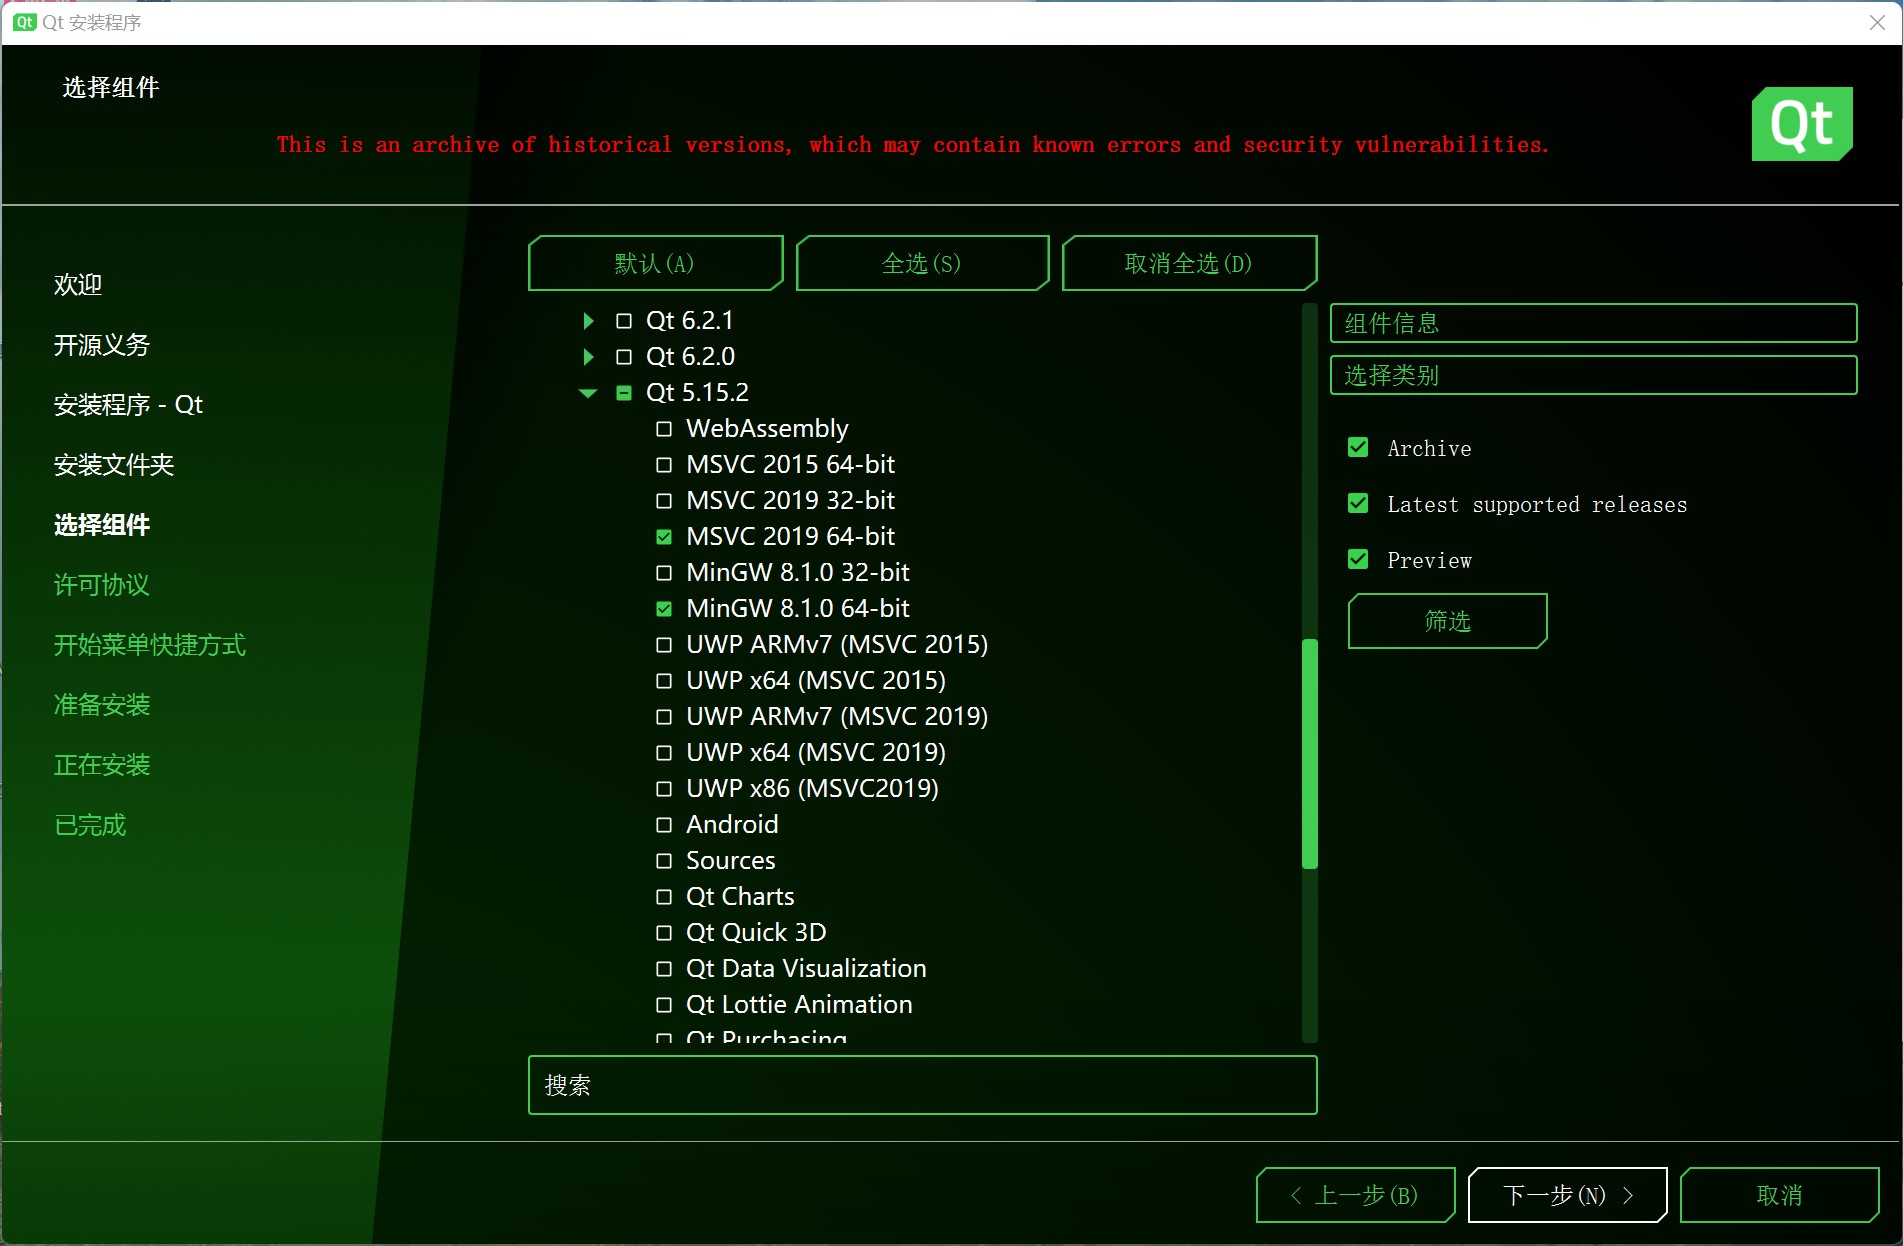 Qt 安装程序
选择组件
This is an archive of historical versions, which may contain known errors and security vulnerabilities.
Qt
欢迎
开源义务
安装程序 - Qt
安装文件夹
选择组件
许可协议
开始菜单快捷方式
准备安装
正在安装
已完成
默认(A)
全选(S)
取消全选(D)
Qt 6.2.1
Qt 6.2.0
Qt 5.15.2
WebAssembly
MSVC 2015 64-bit
MSVC 2019 32-bit
MSVC 2019 64-bit
MinGW 8.1.0 32-bit
MinGW 8.1.0 64-bit
UWP ARMv7 (MSVC 2015)
UWP x64 (MSVC 2015)
UWP ARMv7 (MSVC 2019)
UWP x64 (MSVC 2019)
UWP x86 (MSVC2019)
Android
Sources
Qt Charts
Qt Quick 3D
Qt Data Visualization
Qt Lottie Animation
Qt Purchasing
搜索
组件信息
选择类别
Archive
Latest supported releases
Preview
筛选
< 上一步(B)
下一步(N) >
取消